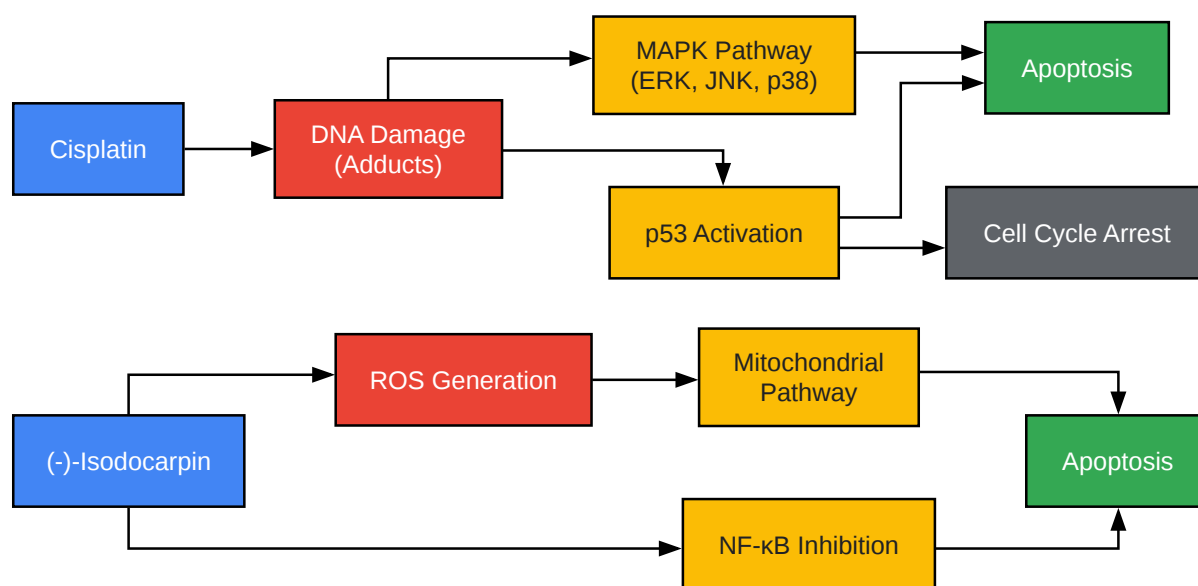 MAPK Pathway
(ERK, JNK, p38)
Apoptosis
Cisplatin
DNA Damage
(Adducts)
p53 Activation
Cell Cycle Arrest
ROS Generation
Mitochondrial
Pathway
(-)-Isodocarpin
Apoptosis
NF-κB Inhibition